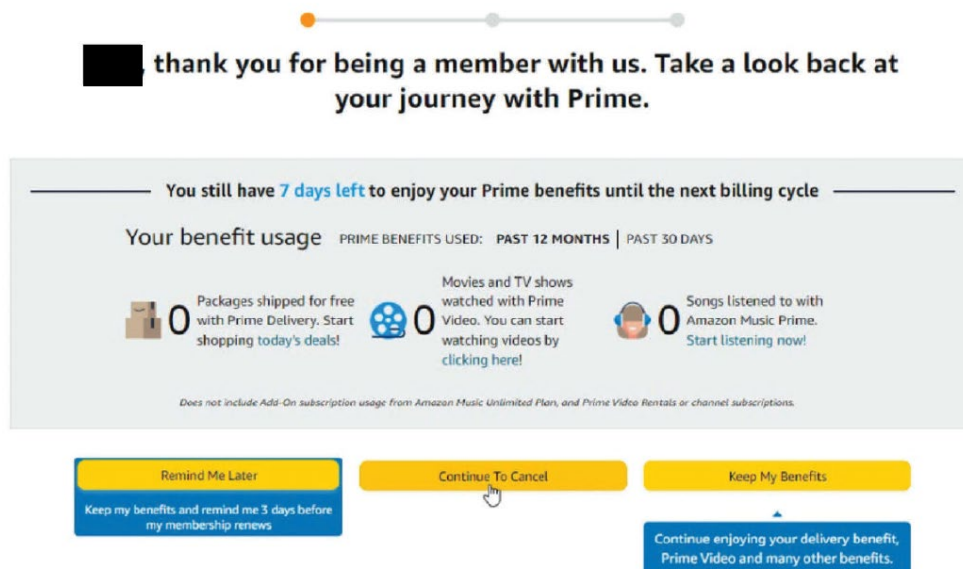 , thank you for being a member with us. Take a look back at
your journey with Prime.
You still have 7 days left to enjoy your Prime benefits until the next billing cycle
Your benefit usage PRIME BENEFITS USED: PAST 12 MONTHS | PAST 30 DAYS
0
Packages shipped for free
with Prime Delivery. Start
shopping today's deals!
0
Movies and TV shows
watched with Prime
Video. You can start
watching videos by
clicking here!
0
Songs listened to with
Amazon Music Prime.
Start listening now!
Does not include Add-On subscription usage from Amazon Music Unlimited Plan, and Prime Video Rentals or channel subscriptions.
Remind Me Later
Keep my benefits and remind me 3 days before
my membership renews
Continue To Cancel
Keep My Benefits
Continue enjoying your delivery benefit,
Prime Video and many other benefits.